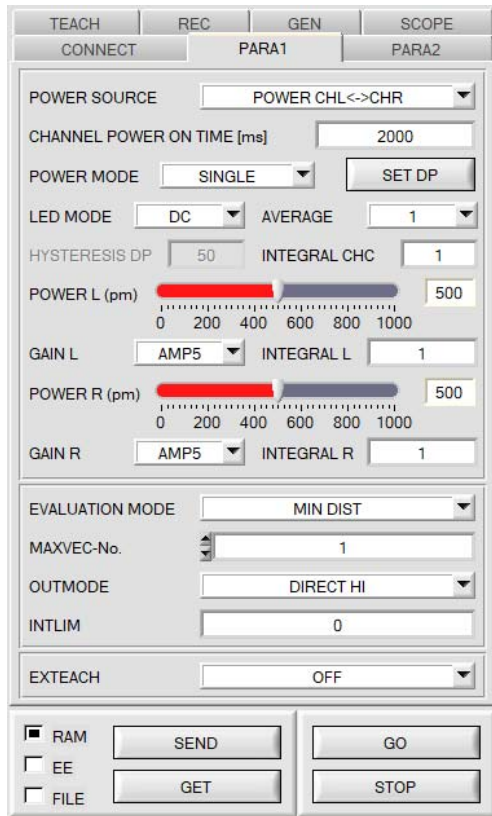 TEACH REC GEN SCOPE
CONNECT PARA1 PARA2
POWER SOURCE POWER CHL<->CHR
CHANNEL POWER ON TIME [ms] 2000
POWER MODE SINGLE SET DP
LED MODE DC AVERAGE 1
HYSTERESIS DP 50 INTEGRAL CHC 1
POWER L (pm) 500
0 200 400 600 800 1000
GAIN L AMP5 INTEGRAL L 1
POWER R (pm) 500
0 200 400 600 800 1000
GAIN R AMP5 INTEGRAL R 1
EVALUATION MODE MIN DIST
MAXVEC-No. 1
OUTMODE DIRECT HI
INTLIM 0
EXTEACH OFF
RAM SEND GO
EE
FILE GET STOP